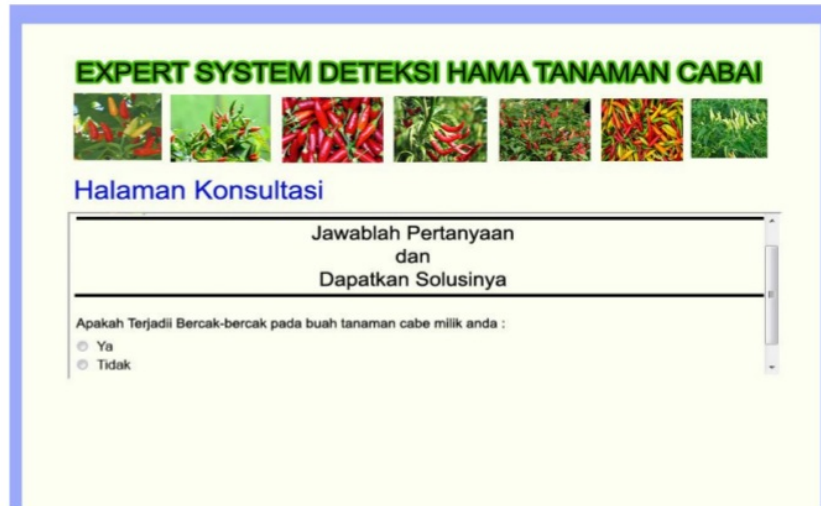 EXPERT SYSTEM DETEKSI HAMA TANAMAN CABAI
Halaman Konsultasi
Jawablah Pertanyaan
dan
Dapatkan Solusinya
Apakah Terjadii Bercak-bercak pada buah tanaman cabe milik anda :
Ya
Tidak